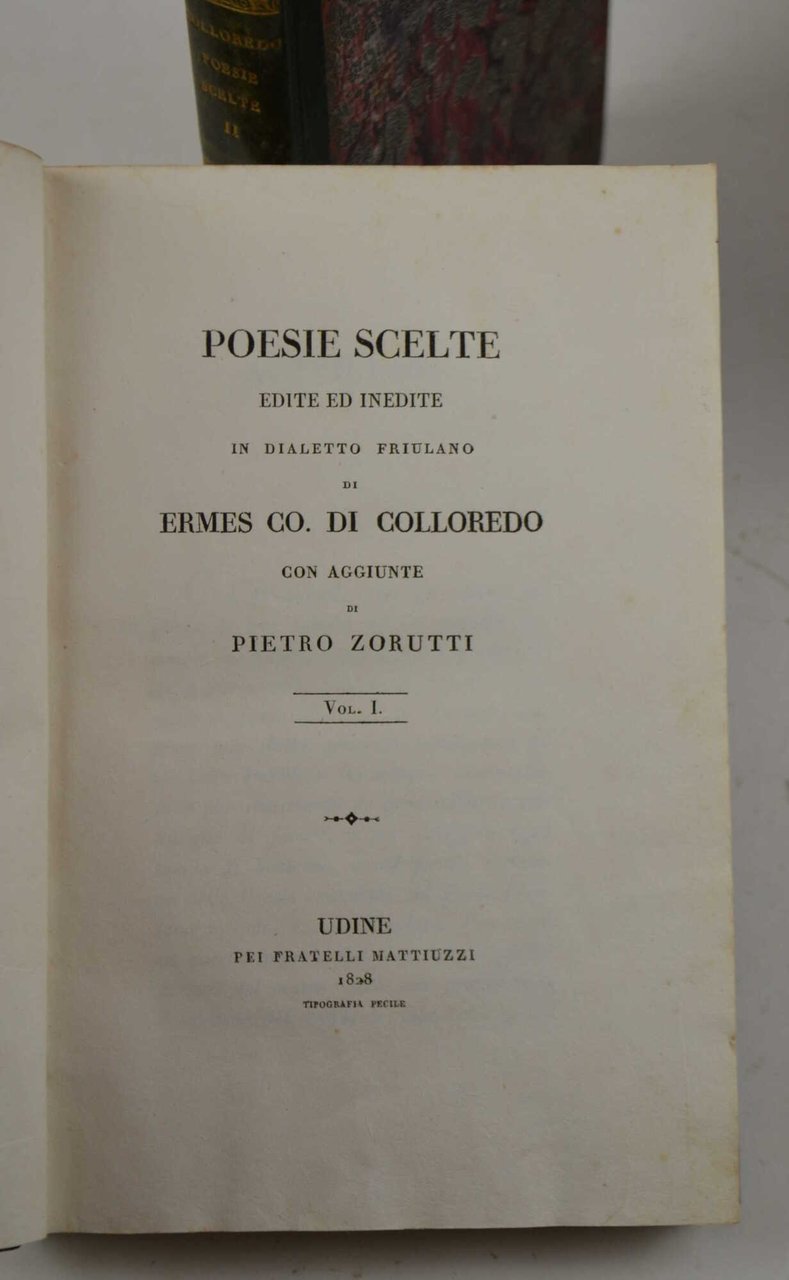 COLLOREDO
POESIE
SCELTE
II
POESIE SCELTE
EDITE ED INEDITE
IN DIALETTO FRIULANO
DI
ERMES CO. DI COLLOREDO
CON AGGIUNTE
DI
PIETRO ZORUTTI
VOL. I.
UDINE
PEI FRATELLI MATTIUZZI
1828
TIPOGRAFIA PECILE